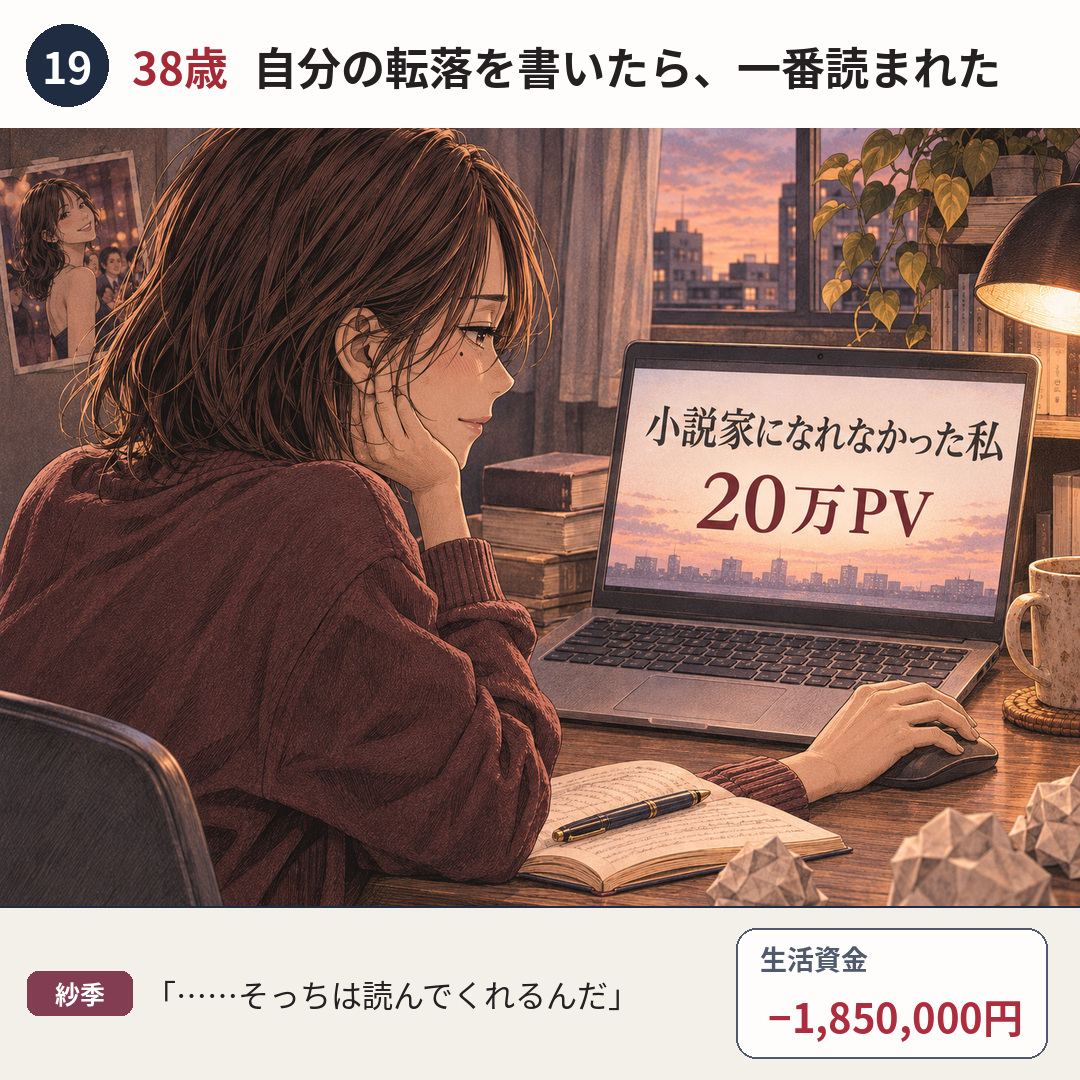 19 38歳 自分の転落を書いたら、一番読まれた
小説家になれなかった私
20万PV
紗季 「……そっちは読んでくれるんだ」
生活資金
−1,850,000円